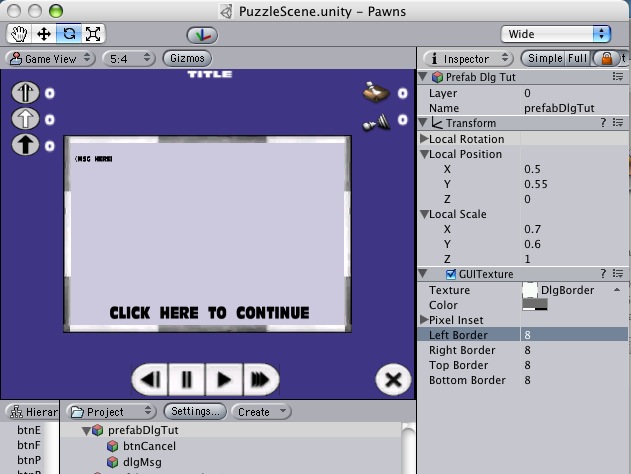 PuzzleScene.unity – Pawns
Wide
Game View
5:4
Gizmos
TITLE
0
0
0
0
0
(MSG HERE)
CLICK HERE TO CONTINUE
Inspector
Simple Full
t
Prefab Dlg Tut
Layer 0
Name prefabDlgTut
Transform ?
Local Rotation
Local Position
X 0.5
Y 0.55
Z 0
Local Scale
X 0.7
Y 0.6
Z 1
GUITexture ?
Texture DlgBorder
Color
Pixel Inset
Left Border 8
Right Border 8
Top Border 8
Bottom Border 8
Hierar
btnE
btnF
btnP
Project
Settings...
Create
prefabDlgTut
btnCancel
dlgMsg